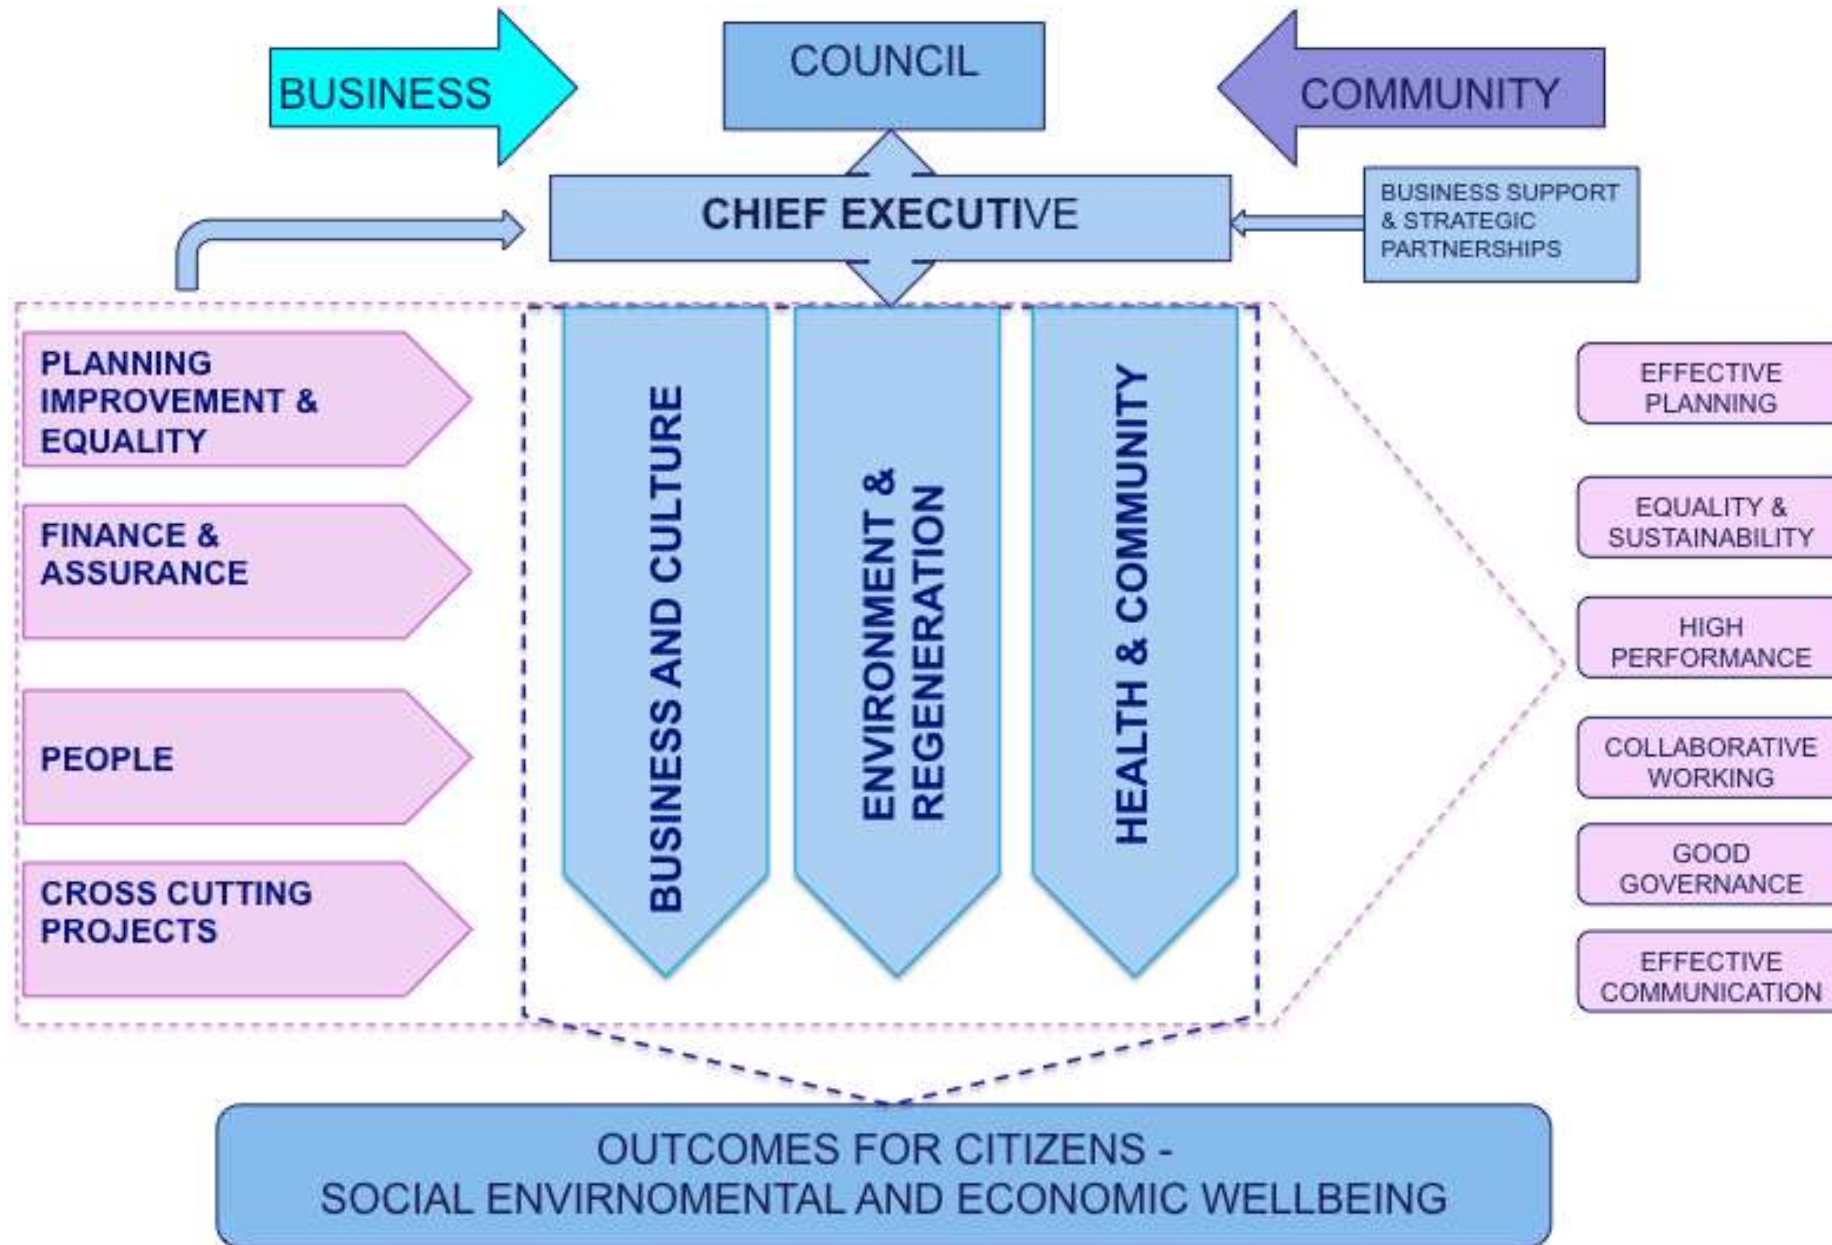 BUSINESS
COUNCIL
COMMUNITY
CHIEF EXECUTIVE
BUSINESS SUPPORT
& STRATEGIC
PARTNERSHIPS
PLANNING
IMPROVEMENT &
EQUALITY
FINANCE &
ASSURANCE
PEOPLE
CROSS CUTTING
PROJECTS
BUSINESS AND CULTURE
ENVIRONMENT &
REGENERATION
HEALTH & COMMUNITY
EFFECTIVE
PLANNING
EQUALITY &
SUSTAINABILITY
HIGH
PERFORMANCE
COLLABORATIVE
WORKING
GOOD
GOVERNANCE
EFFECTIVE
COMMUNICATION
OUTCOMES FOR CITIZENS -
SOCIAL ENVIRNOMENTAL AND ECONOMIC WELLBEING